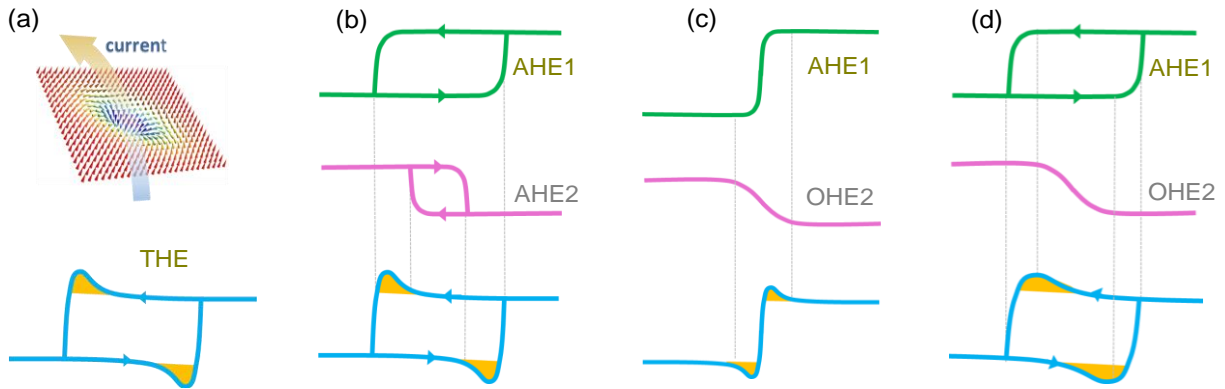 (a)
current
THE
(b)
AHE1
AHE2
(c)
AHE1
OHE2
(d)
AHE1
OHE2